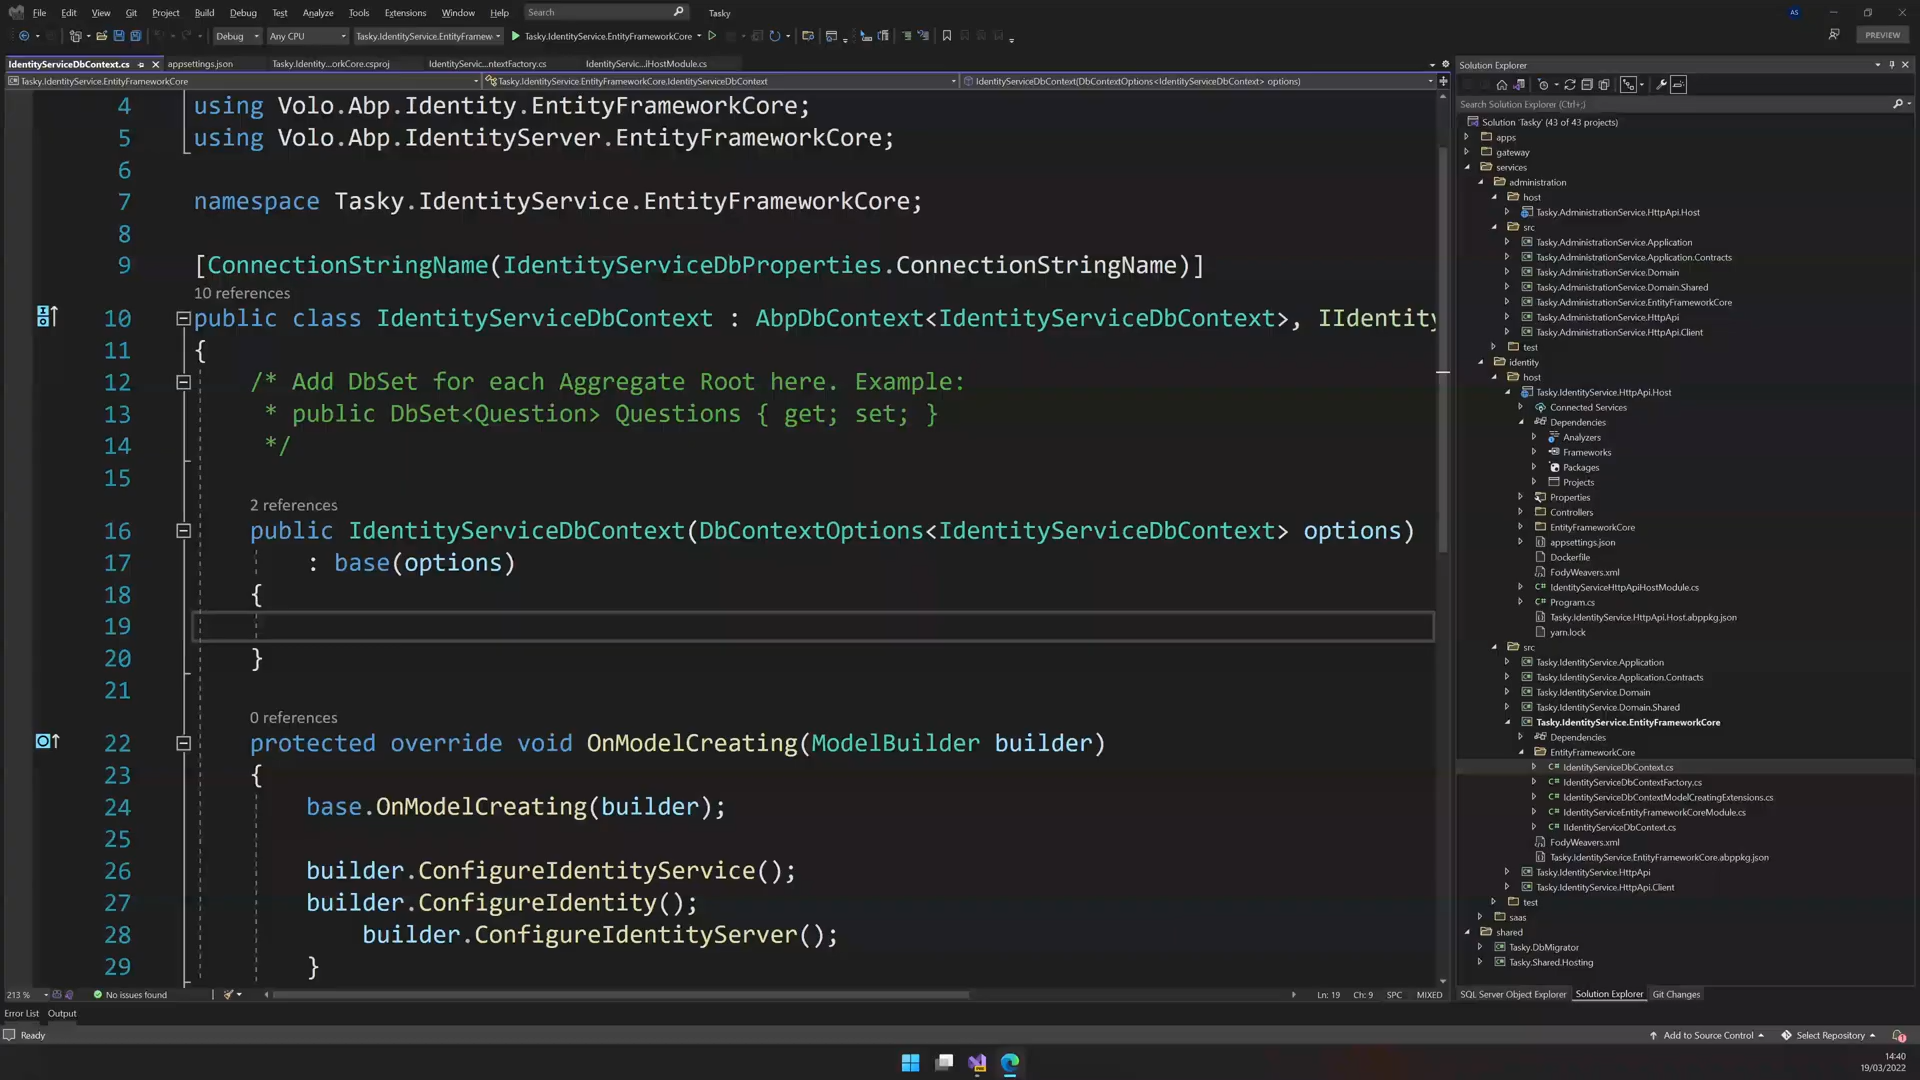 File Edit View Git Project Build Debug Test Analyze Tools Extensions Window Help Search Tasky AS
Debug Any CPU Tasky.IdentityService.EntityFramew Tasky.IdentityService.EntityFrameworkCore PREVIEW
IdentityServiceDbContext.cs appsettings.json Tasky.Identity...orkCore.csproj IdentityServic...ntextFactory.cs IdentityServic...iHostModule.cs
Tasky.IdentityService.EntityFrameworkCore Tasky.IdentityService.EntityFrameworkCore.IdentityServiceDbContext IdentityServiceDbContext(DbContextOptions<IdentityServiceDbContext> options)
4 using Volo.Abp.Identity.EntityFrameworkCore;
5 using Volo.Abp.IdentityServer.EntityFrameworkCore;
6
7 namespace Tasky.IdentityService.EntityFrameworkCore;
8
9 [ConnectionStringName(IdentityServiceDbProperties.ConnectionStringName)]
10 references
10 public class IdentityServiceDbContext : AbpDbContext<IdentityServiceDbContext>, IIdentity
11 {
12 /* Add DbSet for each Aggregate Root here. Example:
13 * public DbSet<Question> Questions { get; set; }
14 */
15
2 references
16 public IdentityServiceDbContext(DbContextOptions<IdentityServiceDbContext> options)
17 : base(options)
18 {
19
20 }
21
0 references
22 protected override void OnModelCreating(ModelBuilder builder)
23 {
24 base.OnModelCreating(builder);
25
26 builder.ConfigureIdentityService();
27 builder.ConfigureIdentity();
28 builder.ConfigureIdentityServer();
29 }
213 % No issues found Ln: 19 Ch: 9 SPC MIXED
Error List Output
Ready
Solution Explorer
Search Solution Explorer (Ctrl+;)
Solution 'Tasky' (43 of 43 projects)
apps
gateway
services
administration
host
Tasky.AdministrationService.HttpApi.Host
src
Tasky.AdministrationService.Application
Tasky.AdministrationService.Application.Contracts
Tasky.AdministrationService.Domain
Tasky.AdministrationService.Domain.Shared
Tasky.AdministrationService.EntityFrameworkCore
Tasky.AdministrationService.HttpApi
Tasky.AdministrationService.HttpApi.Client
test
identity
host
Tasky.IdentityService.HttpApi.Host
Connected Services
Dependencies
Analyzers
Frameworks
Packages
Projects
Properties
Controllers
EntityFrameworkCore
appsettings.json
Dockerfile
FodyWeavers.xml
C# IdentityServiceHttpApiHostModule.cs
C# Program.cs
Tasky.IdentityService.HttpApi.Host.abppkg.json
yarn.lock
src
Tasky.IdentityService.Application
Tasky.IdentityService.Application.Contracts
Tasky.IdentityService.Domain
Tasky.IdentityService.Domain.Shared
Tasky.IdentityService.EntityFrameworkCore
Dependencies
EntityFrameworkCore
C# IdentityServiceDbContext.cs
C# IdentityServiceDbContextFactory.cs
C# IdentityServiceDbContextModelCreatingExtensions.cs
C# IdentityServiceEntityFrameworkCoreModule.cs
C# IIdentityServiceDbContext.cs
FodyWeavers.xml
Tasky.IdentityService.EntityFrameworkCore.abppkg.json
Tasky.IdentityService.HttpApi
Tasky.IdentityService.HttpApi.Client
test
saas
shared
Tasky.DbMigrator
Tasky.Shared.Hosting
SQL Server Object Explorer Solution Explorer Git Changes
Add to Source Control Select Repository
14:40
19/03/2022